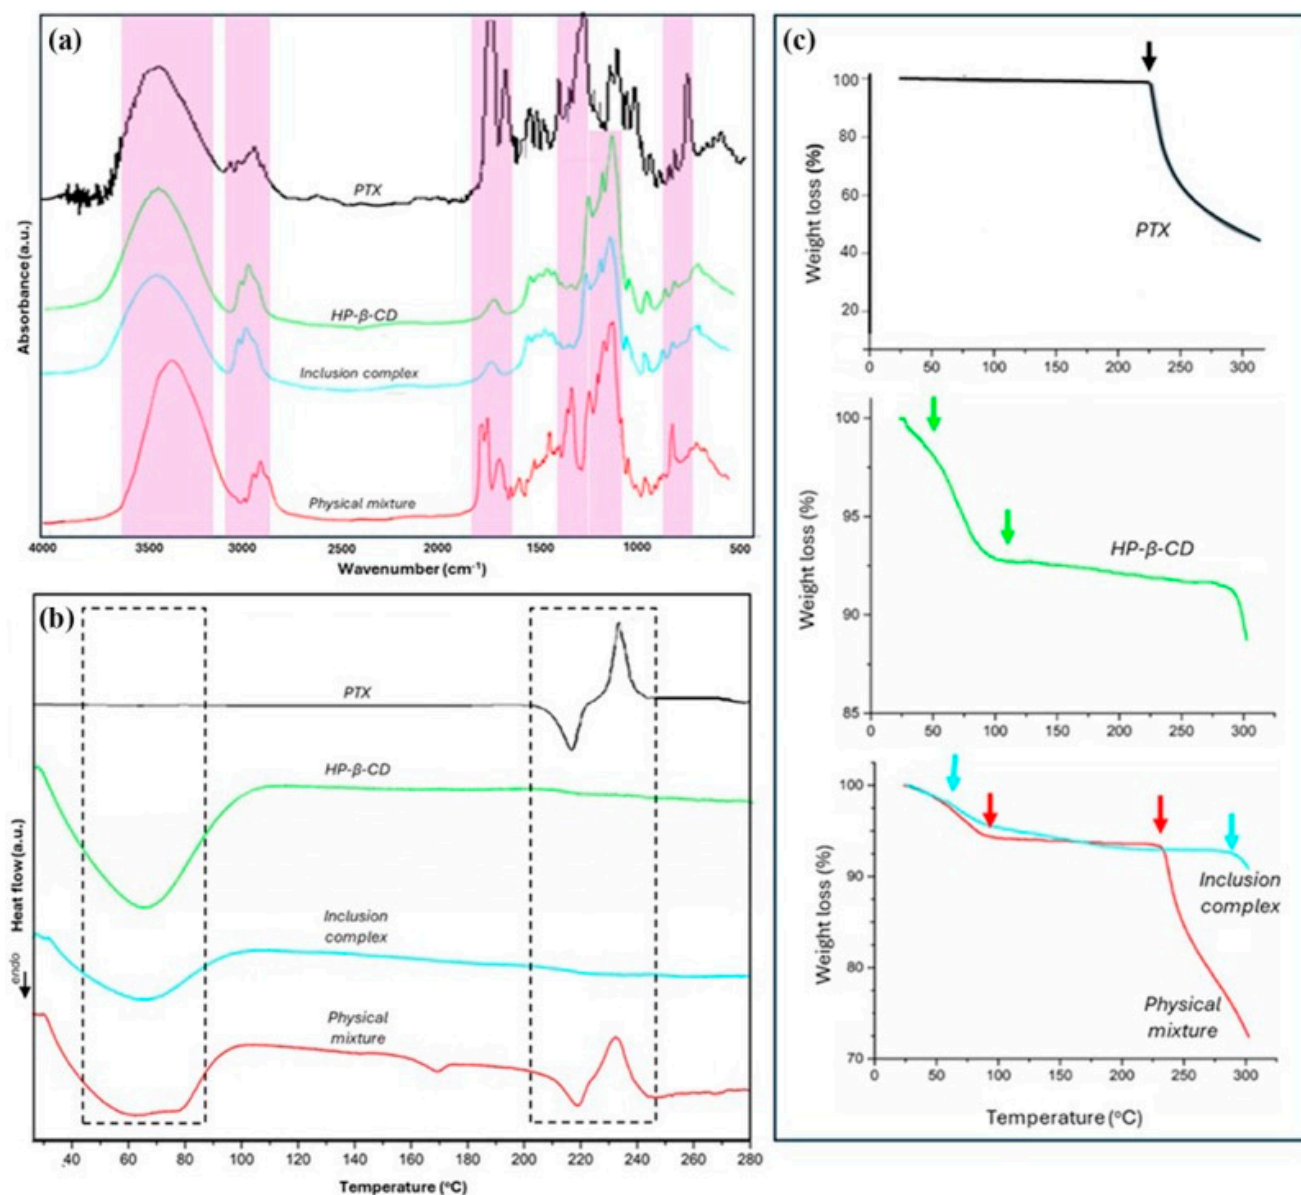 (a)
PTX
HP-β-CD
Inclusion complex
Physical mixture
Absorbance (a.u.)
4000 3500 3000 2500 2000 1500 1000 500
Wavenumber (cm⁻¹)
(b)
PTX
HP-β-CD
Inclusion
complex
Physical
mixture
Heat flow (a.u.)
endo
40 60 80 100 120 140 160 180 200 220 240 260 280
Temperature (°C)
(c)
Weight loss (%)
100
80
60
40
20
PTX
0 50 100 150 200 250 300
Weight loss (%)
100
95
90
85
HP-β-CD
0 50 100 150 200 250 300
Weight loss (%)
100
90
80
70
Inclusion
complex
Physical
mixture
0 50 100 150 200 250 300
Temperature (°C)